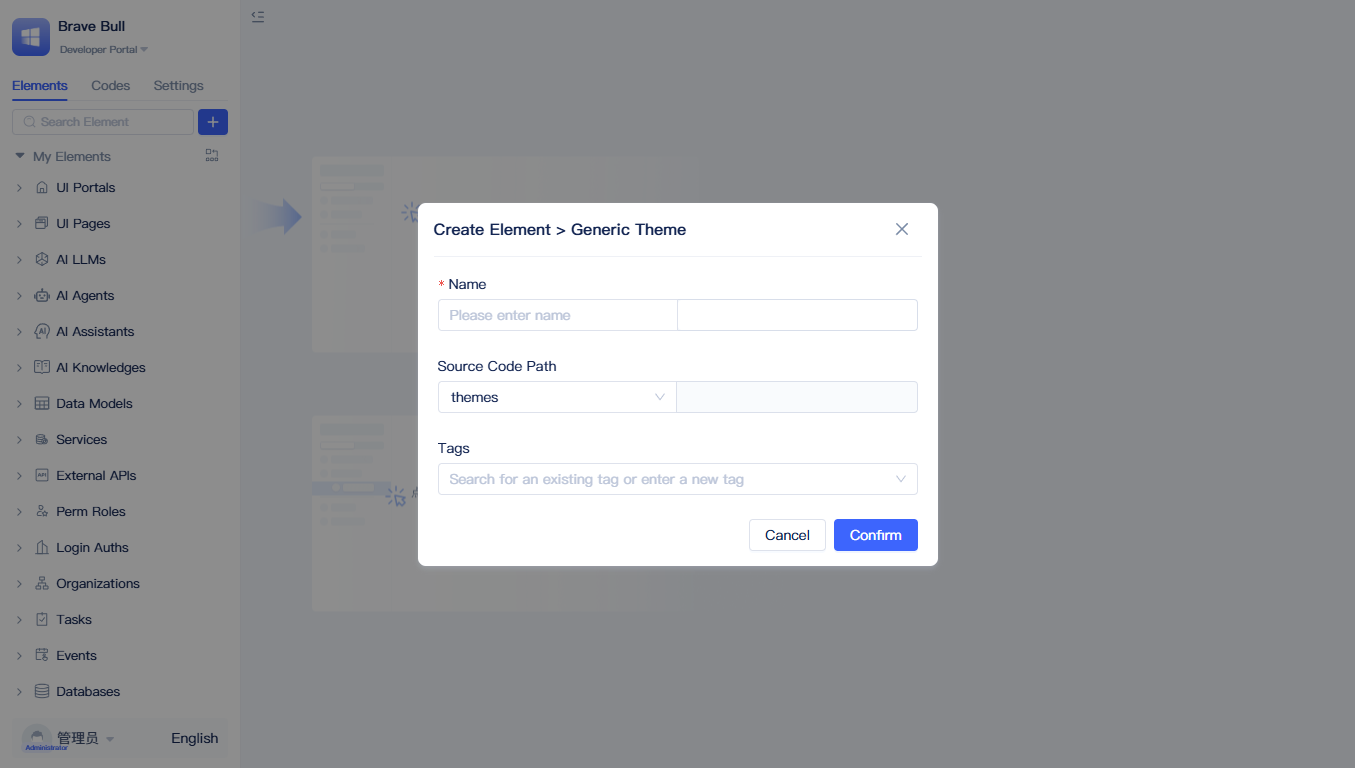 Brave Bull
Developer Portal
Elements Codes Settings
Search Element
My Elements
UI Portals
UI Pages
AI LLMs
AI Agents
AI Assistants
AI Knowledges
Data Models
Services
External APIs
Perm Roles
Login Auths
Organizations
Tasks
Events
Databases
管理员 English
Administrator
Create Element > Generic Theme
* Name
Please enter name
Source Code Path
themes
Tags
Search for an existing tag or enter a new tag
Cancel Confirm